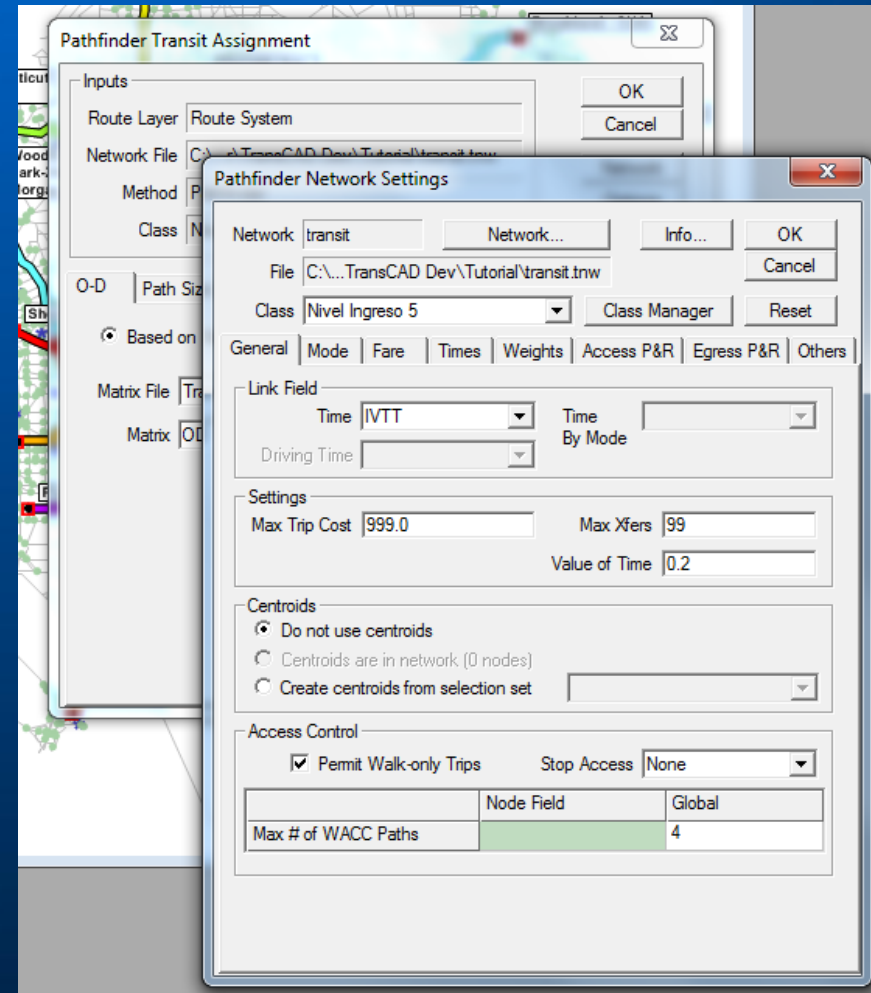 Pathfinder Transit Assignment
Inputs
OK
Route Layer Route System
Cancel
Network File
Method
Class
O-D Path
Based on
Matrix File
Matrix
Pathfinder Network Settings
Network transit Network... Info... OK
File C:\...TransCAD Dev\Tutorial\transit.tnw Cancel
Class Nivel Ingreso 5 Class Manager Reset
General Mode Fare Times Weights Access P&R Egress P&R Others
Link Field
Time IVTT Time By Mode
Driving Time
Settings
Max Trip Cost 999.0 Max Xfers 99
Value of Time 0.2
Centroids
Do not use centroids
Centroids are in network (0 nodes)
Create centroids from selection set
Access Control
Permit Walk-only Trips Stop Access None
Node Field Global
Max # of WACC Paths 4